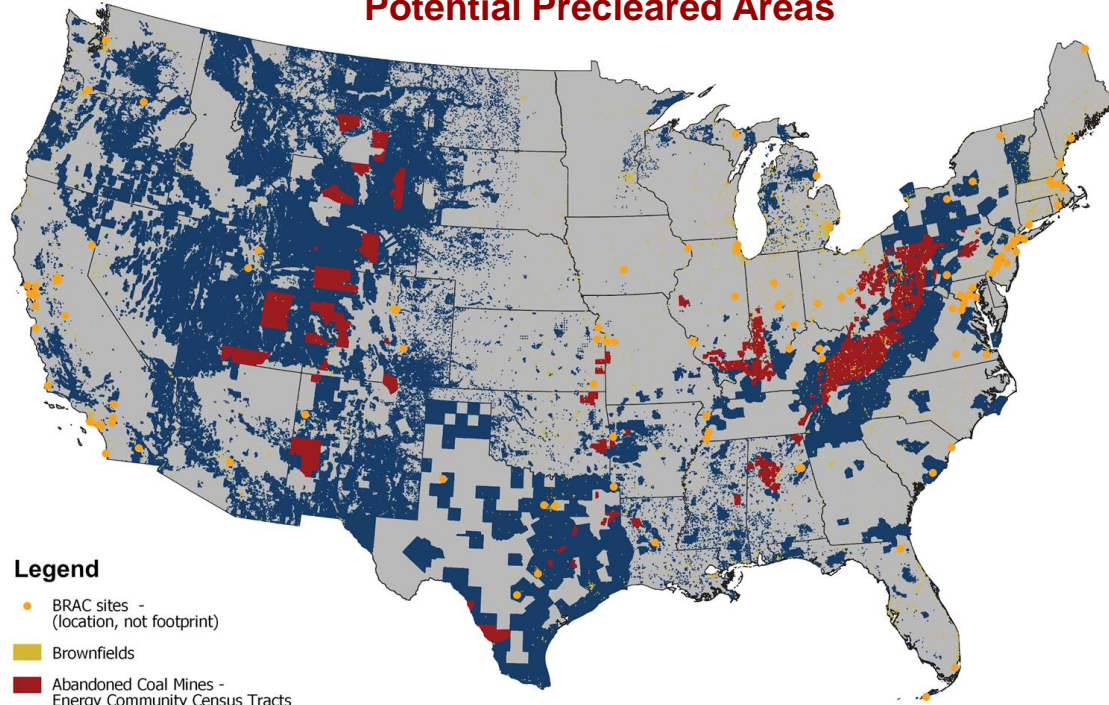 Potential Precleared Areas
Legend
BRAC sites -
(location, not footprint)
Brownfields
Abandoned Coal Mines -
Energy Community Census Tracts